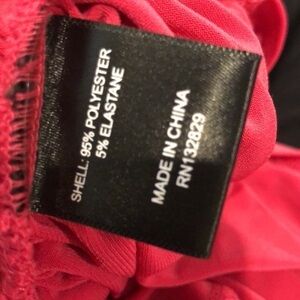 SHELL: 95% POLYESTER
5% ELASTANE
MADE IN CHINA
RN132829